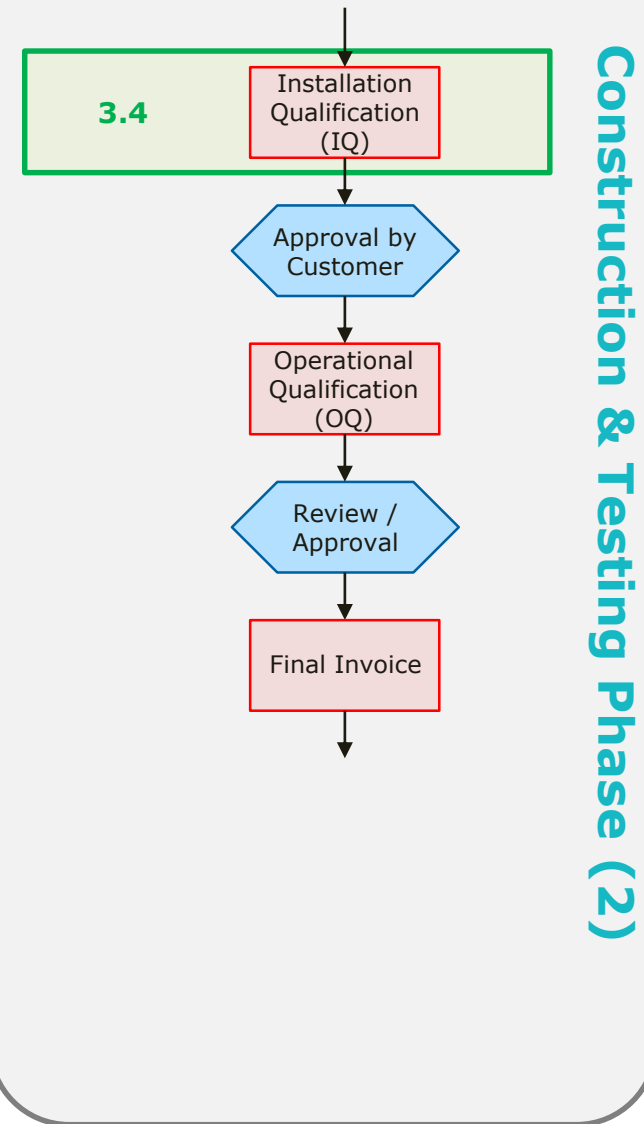 Construction & Testing Phase (2)
3.4
Installation
Qualification
(IQ)
Approval by
Customer
Operational
Qualification
(OQ)
Review /
Approval
Final Invoice